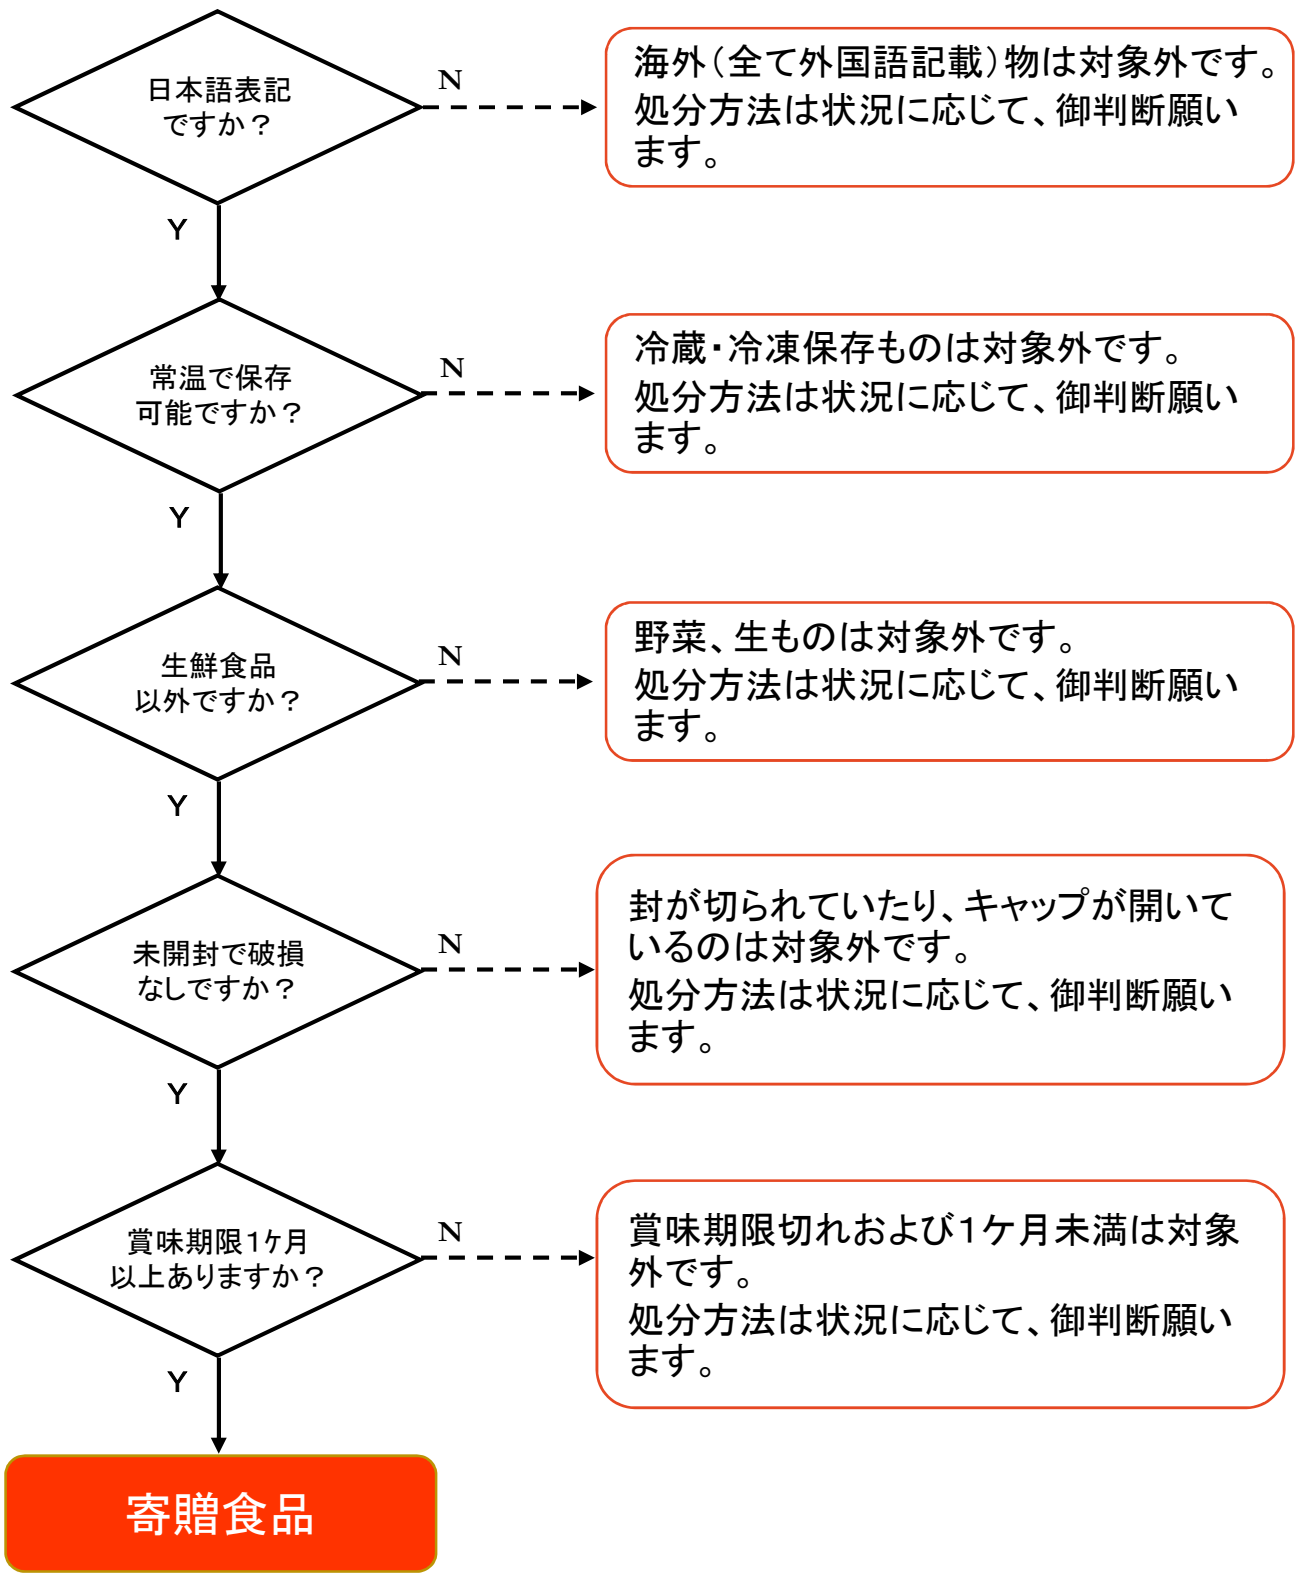 日本語表記
ですか？
N
海外（全て外国語記載）物は対象外です。
処分方法は状況に応じて、御判断願い
ます。
Y
常温で保存
可能ですか？
N
冷蔵・冷凍保存ものは対象外です。
処分方法は状況に応じて、御判断願い
ます。
Y
生鮮食品
以外ですか？
N
野菜、生ものは対象外です。
処分方法は状況に応じて、御判断願い
ます。
Y
未開封で破損
なしですか？
N
封が切られていたり、キャップが開いて
いるのは対象外です。
処分方法は状況に応じて、御判断願い
ます。
Y
賞味期限１ｹ月
以上ありますか？
N
賞味期限切れおよび１ケ月未満は対象
外です。
処分方法は状況に応じて、御判断願い
ます。
Y
寄贈食品